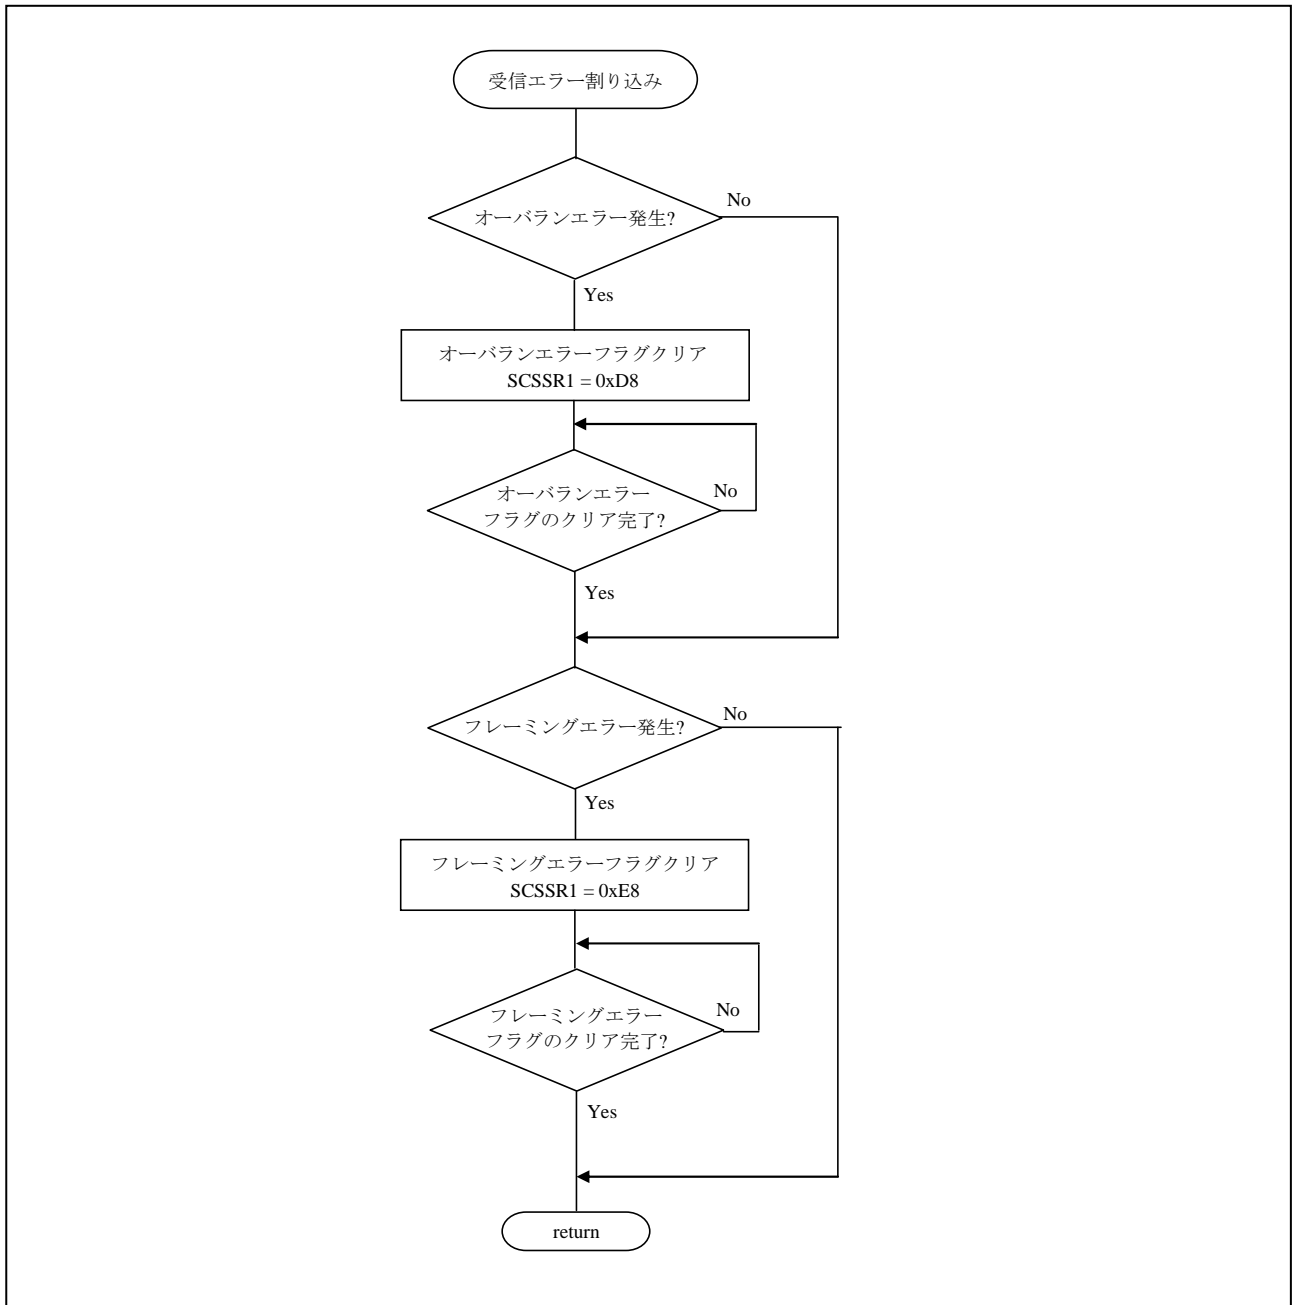 受信エラー割り込み
オーバランエラー発生?
No
Yes
オーバランエラーフラグクリア
SCSSR1 = 0xD8
オーバランエラー
フラグのクリア完了?
No
Yes
フレーミングエラー発生?
No
Yes
フレーミングエラーフラグクリア
SCSSR1 = 0xE8
フレーミングエラー
フラグのクリア完了?
No
Yes
return